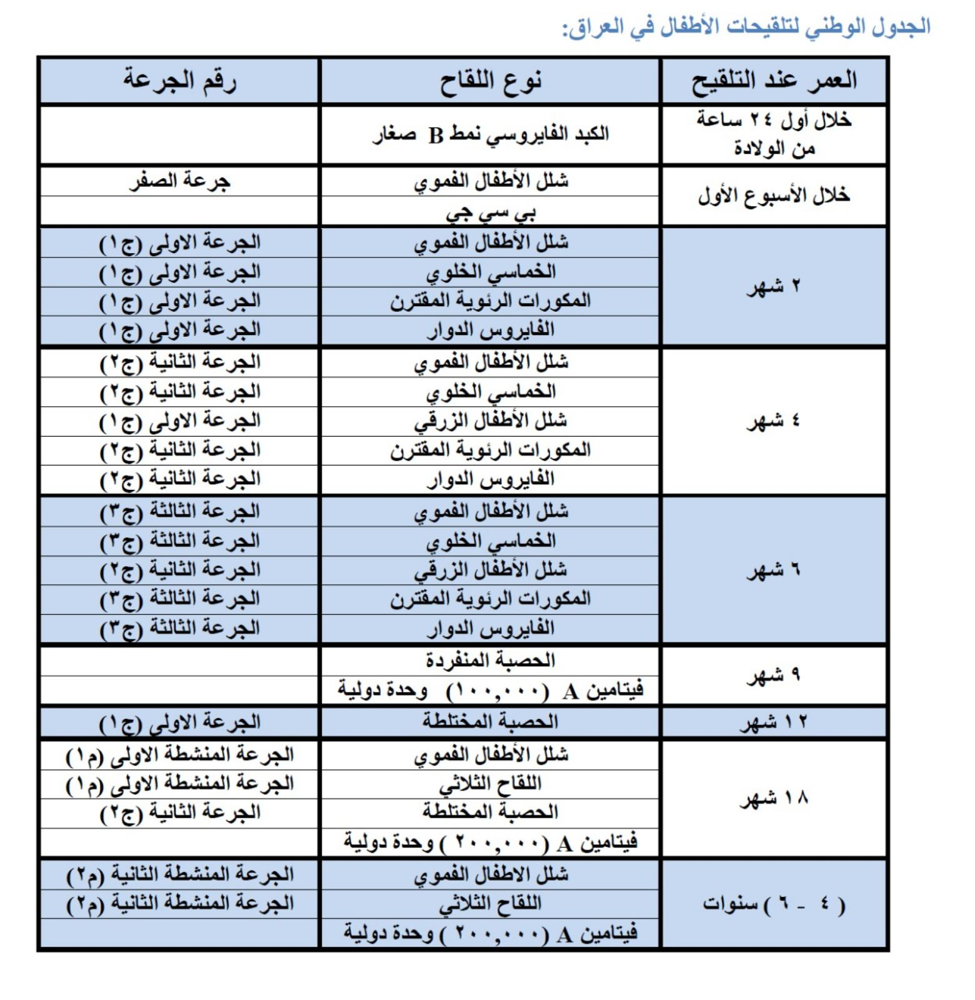 الجدول الوطني لتلقيحات الأطفال في العراق:
العمر عند التلقيح نوع اللقاح رقم الجرعة
خلال أول ٢٤ ساعة
من الولادة
الكبد الفايروسي نمط B صغار
خلال الأسبوع الأول
شلل الأطفال الفموي جرعة الصفر
بي سي جي
٢ شهر
شلل الأطفال الفموي الجرعة الاولى (ج١)
الخماسي الخلوي الجرعة الاولى (ج١)
المكورات الرئوية المقترن الجرعة الاولى (ج١)
الفايروس الدوار الجرعة الاولى (ج١)
٤ شهر
شلل الأطفال الفموي الجرعة الثانية (ج٢)
الخماسي الخلوي الجرعة الثانية (ج٢)
شلل الأطفال الزرقي الجرعة الاولى (ج١)
المكورات الرئوية المقترن الجرعة الثانية (ج٢)
الفايروس الدوار الجرعة الثانية (ج٢)
٦ شهر
شلل الأطفال الفموي الجرعة الثالثة (ج٣)
الخماسي الخلوي الجرعة الثالثة (ج٣)
شلل الأطفال الزرقي الجرعة الثانية (ج٢)
المكورات الرئوية المقترن الجرعة الثالثة (ج٣)
الفايروس الدوار الجرعة الثالثة (ج٣)
٩ شهر
الحصبة المنفردة
فيتامين A (١٠٠,٠٠٠) وحدة دولية
١٢ شهر الحصبة المختلطة الجرعة الاولى (ج١)
١٨ شهر
شلل الأطفال الفموي الجرعة المنشطة الاولى (م١)
اللقاح الثلاثي الجرعة المنشطة الاولى (م١)
الحصبة المختلطة الجرعة الثانية (ج٢)
فيتامين A (٢٠٠,٠٠٠ ) وحدة دولية
( ٤ - ٦ ) سنوات
شلل الاطفال الفموي الجرعة المنشطة الثانية (م٢)
اللقاح الثلاثي الجرعة المنشطة الثانية (م٢)
فيتامين A (٢٠٠,٠٠٠ ) وحدة دولية